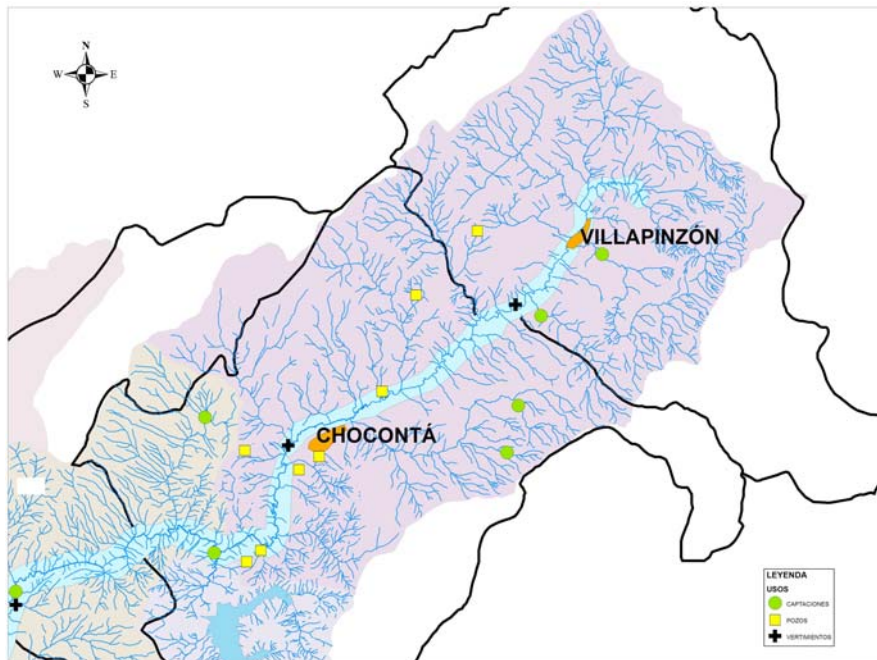 N
W E
S
VILLAPINZÓN
CHOCONTÁ
LEYENDA
USOS
CAPTACIONES
POZOS
VERTIMIENTOS